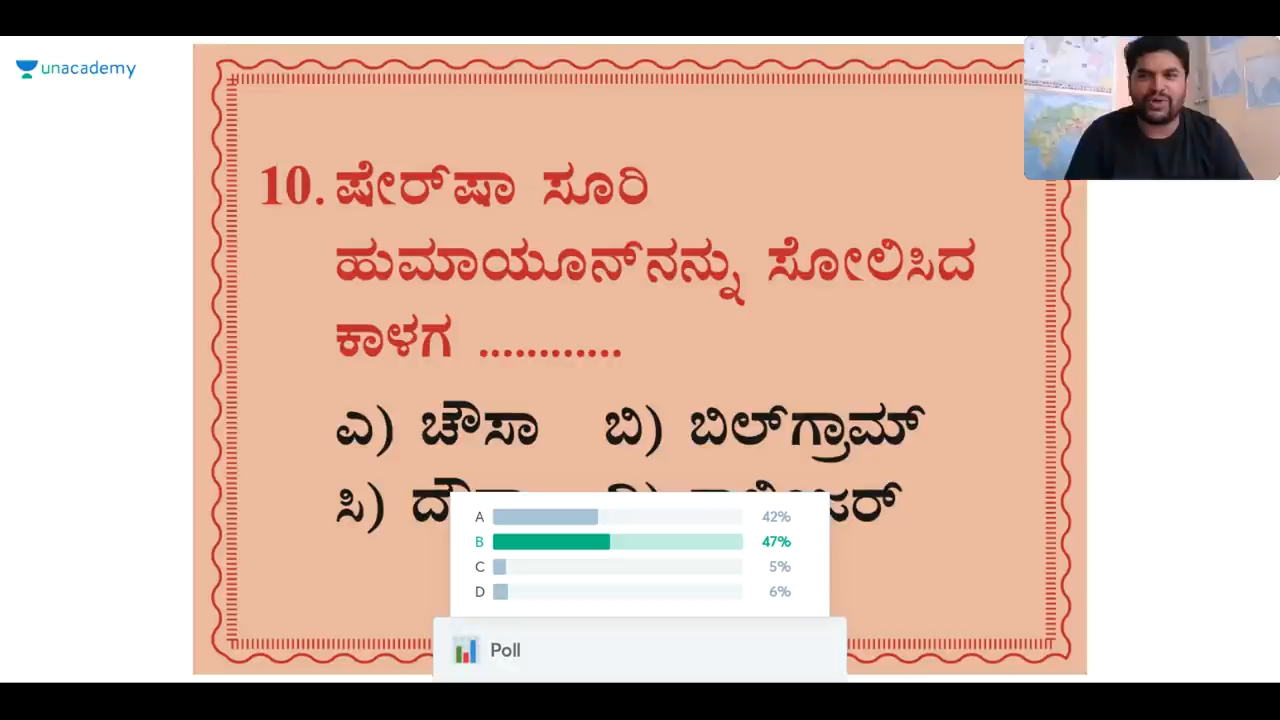 unacademy
10. ಷೇರ್‌ಷಾ ಸೂರಿ
ಹುಮಾಯೂನ್‌ನನ್ನು ಸೋಲಿಸಿದ
ಕಾಳಗ ............
ಎ) ಚೌಸಾ ಬಿ) ಬಿಲ್‌ಗ್ರಾಮ್
ಸಿ)
A 42%
B 47%
C 5%
D 6%
Poll